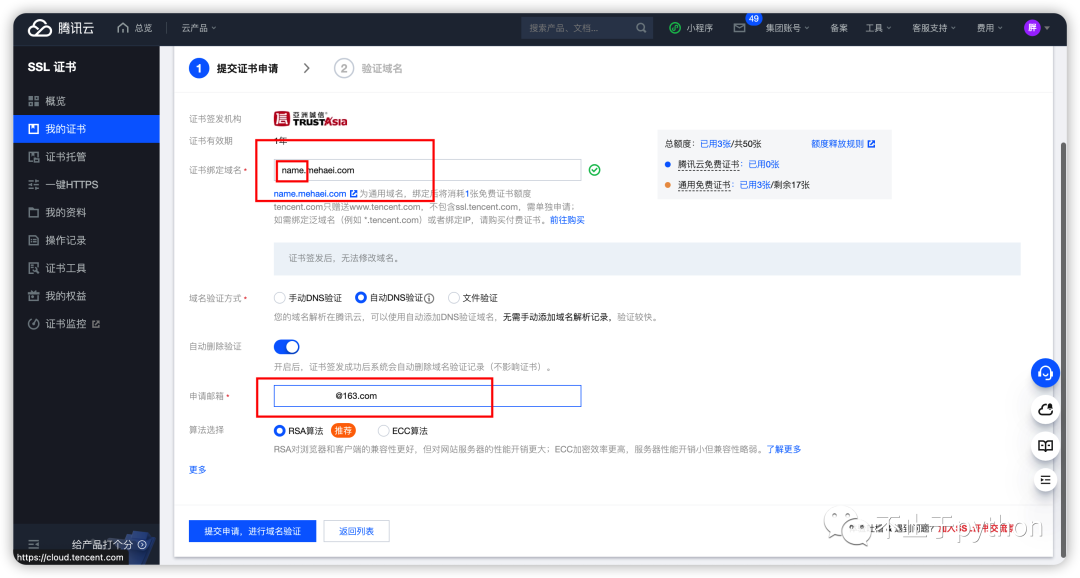 腾讯云 总览 云产品 搜索产品、文档... 小程序 49 集团账号 备案 工具 客服支持 费用 胖
SSL 证书
概览
我的证书
证书托管
一键HTTPS
我的资料
操作记录
证书工具
我的权益
证书监控
给产品打个分
https://cloud.tencent.com
1 提交证书申请 2 验证域名
证书签发机构 亞洲誠信 TRUSTAsia
证书有效期 1年
证书绑定域名* name.mehaei.com
name.mehaei.com 为通用域名，绑定后将消耗1张免费证书额度
tencent.com只赠送www.tencent.com，不包含ssl.tencent.com，需单独申请；
如需绑定泛域名（例如 *.tencent.com）或者绑定IP，请购买付费证书。前往购买
总额度： 已用3张/共50张 额度释放规则
腾讯云免费证书： 已用0张
通用免费证书： 已用3张/剩余17张
证书签发后，无法修改域名。
域名验证方式* 手动DNS验证 自动DNS验证 文件验证
您的域名解析在腾讯云，可以使用自动添加DNS验证域名，无需手动添加域名解析记录，验证较快。
自动删除验证
开启后，证书签发成功后系统会自动删除域名验证记录（不影响证书）。
申请邮箱* @163.com
算法选择 RSA算法 推荐 ECC算法
RSA对浏览器和客户端的兼容性更好，但对网站服务器的性能开销更大；ECC加密效率更高，服务器性能开销小但兼容性略弱。了解更多
更多
提交申请，进行域名验证 返回列表
不止于python